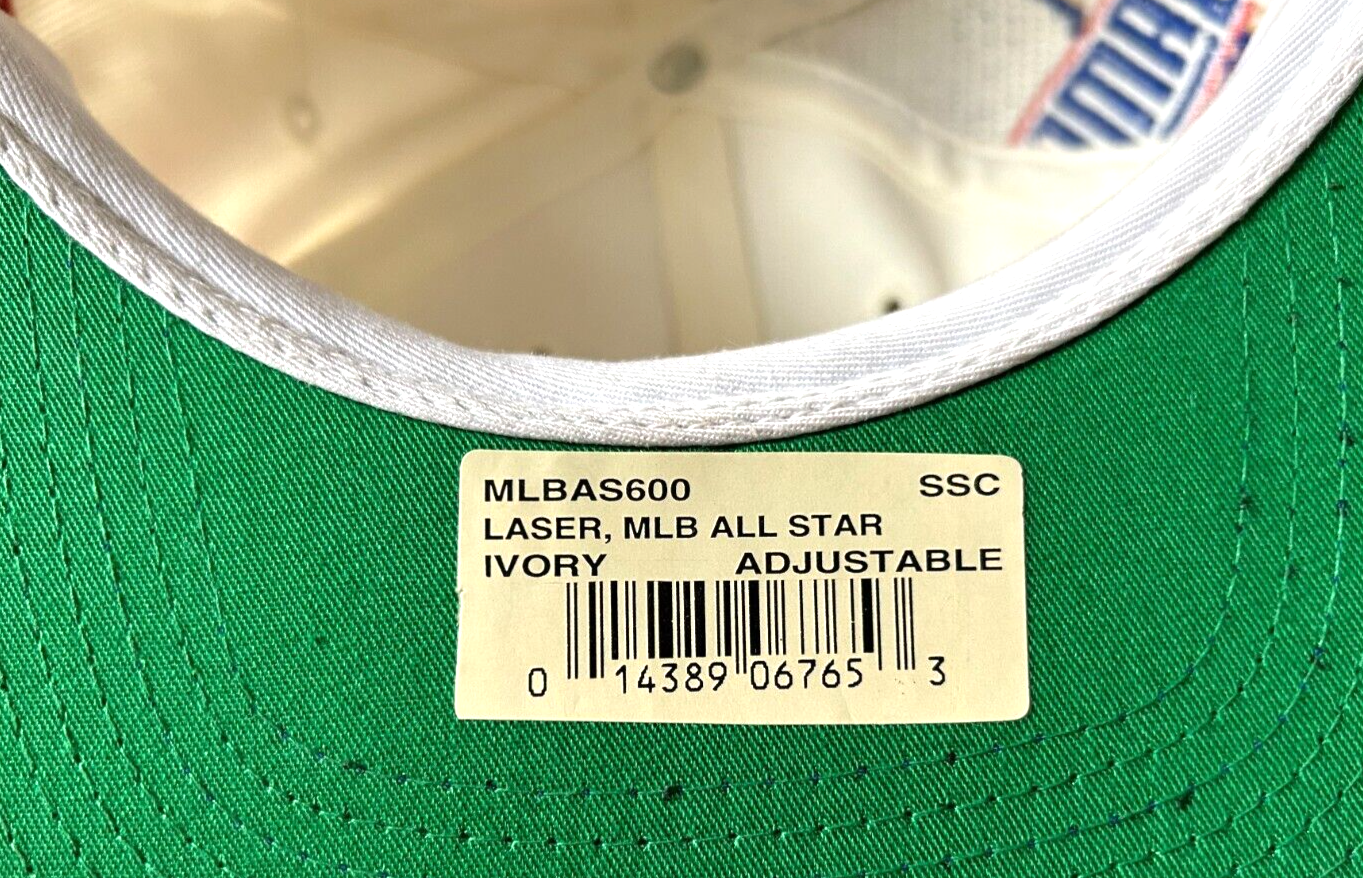 MLBAS600 SSC
LASER, MLB ALL STAR
IVORY ADJUSTABLE
0 14389 06765 3